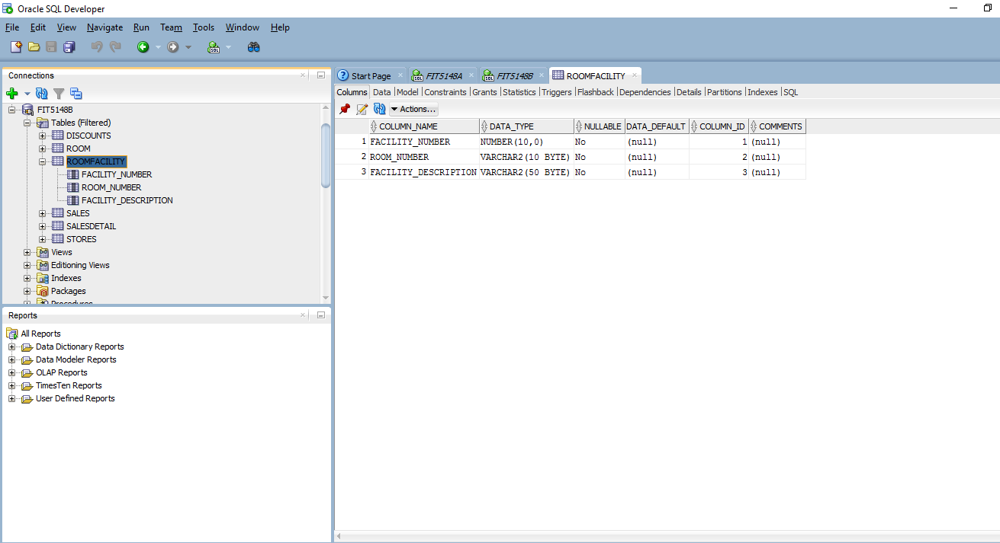 Oracle SQL Developer
File Edit View Navigate Run Team Tools Window Help
Connections
FIT5148B
Tables (Filtered)
DISCOUNTS
ROOM
ROOMFACILITY
FACILITY_NUMBER
ROOM_NUMBER
FACILITY_DESCRIPTION
SALES
SALESDETAIL
STORES
Views
Editioning Views
Indexes
Packages
Procedures
Reports
All Reports
Data Dictionary Reports
Data Modeler Reports
OLAP Reports
TimesTen Reports
User Defined Reports
Start Page FIT5148A FIT5148B ROOMFACILITY
Columns Data Model Constraints Grants Statistics Triggers Flashback Dependencies Details Partitions Indexes SQL
Actions...
COLUMN_NAME DATA_TYPE NULLABLE DATA_DEFAULT COLUMN_ID COMMENTS
1 FACILITY_NUMBER NUMBER(10,0) No (null) 1 (null)
2 ROOM_NUMBER VARCHAR2(10 BYTE) No (null) 2 (null)
3 FACILITY_DESCRIPTION VARCHAR2(50 BYTE) No (null) 3 (null)